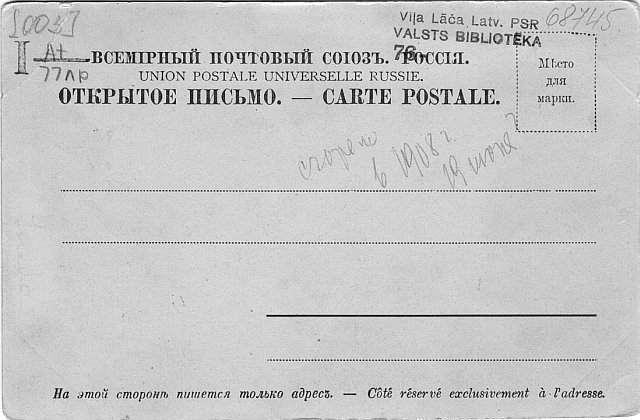 [003]
Viļa Lāča Latv. PSR
68745
VALSTS BIBLIOTĒKA
I
А+
77лр
76.
ВСЕМІРНЫЙ ПОЧТОВЫЙ СОЮЗЪ. РОССІЯ.
UNION POSTALE UNIVERSELLE RUSSIE.
ОТКРЫТОЕ ПИСЬМО. — CARTE POSTALE.
Мѣсто
для
марки.
сгорело
в 1908 г.
19 июня
На этой сторонѣ пишется только адресъ. — Côté réservé exclusivement à l'adresse.